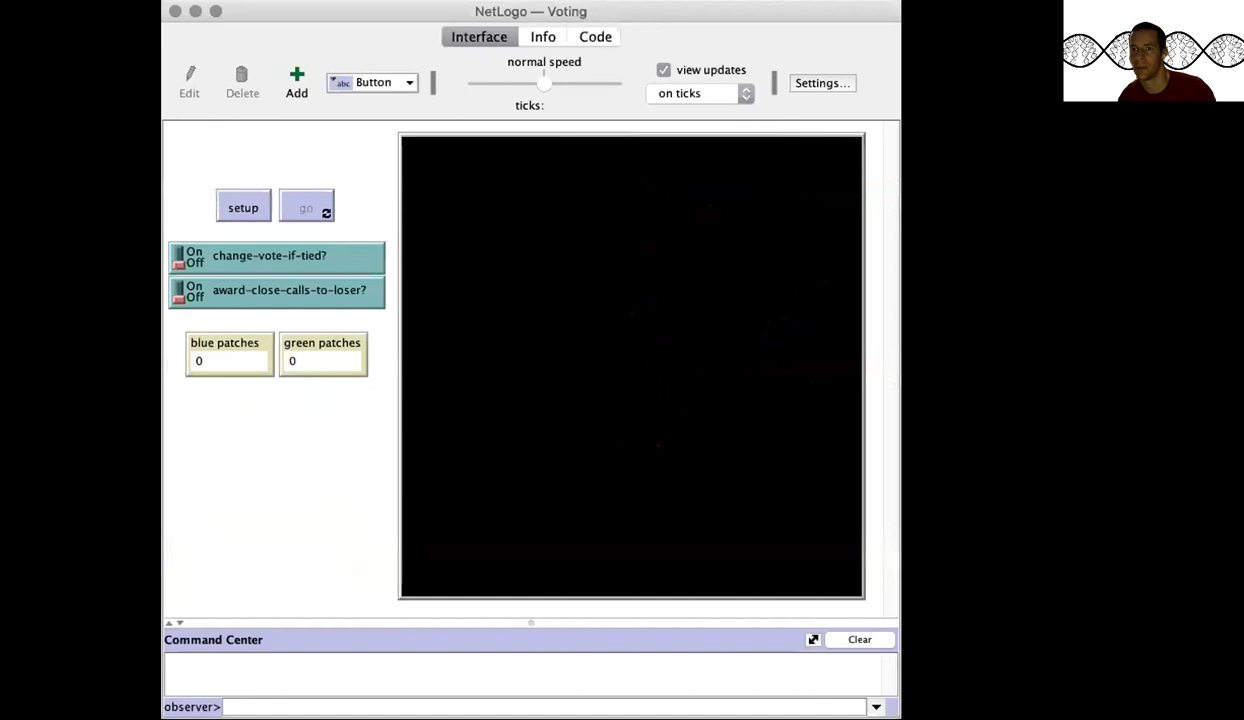 NetLogo — Voting
Interface Info Code
normal speed
Edit Delete Add abc Button
view updates
on ticks
Settings...
ticks:
setup go
On
Off
change-vote-if-tied?
On
Off
award-close-calls-to-loser?
blue patches green patches
0 0
Command Center Clear
observer>